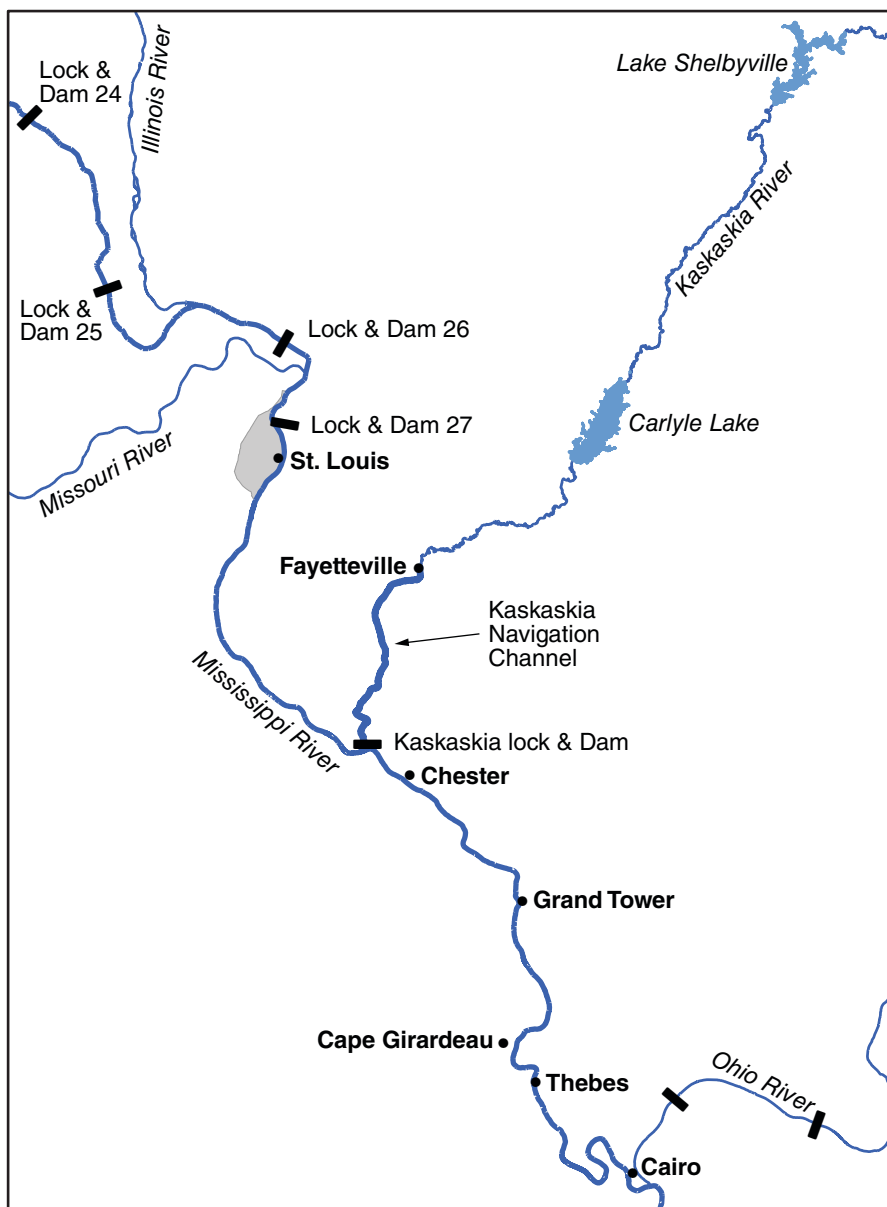 Lock &
Dam 24
Illinois River
Lake Shelbyville
Kaskaskia River
Lock &
Dam 25
Lock & Dam 26
Missouri River
Lock & Dam 27
St. Louis
Carlyle Lake
Fayetteville
Kaskaskia
Navigation
Channel
Mississippi River
Kaskaskia lock & Dam
Chester
Grand Tower
Cape Girardeau
Thebes
Ohio River
Cairo